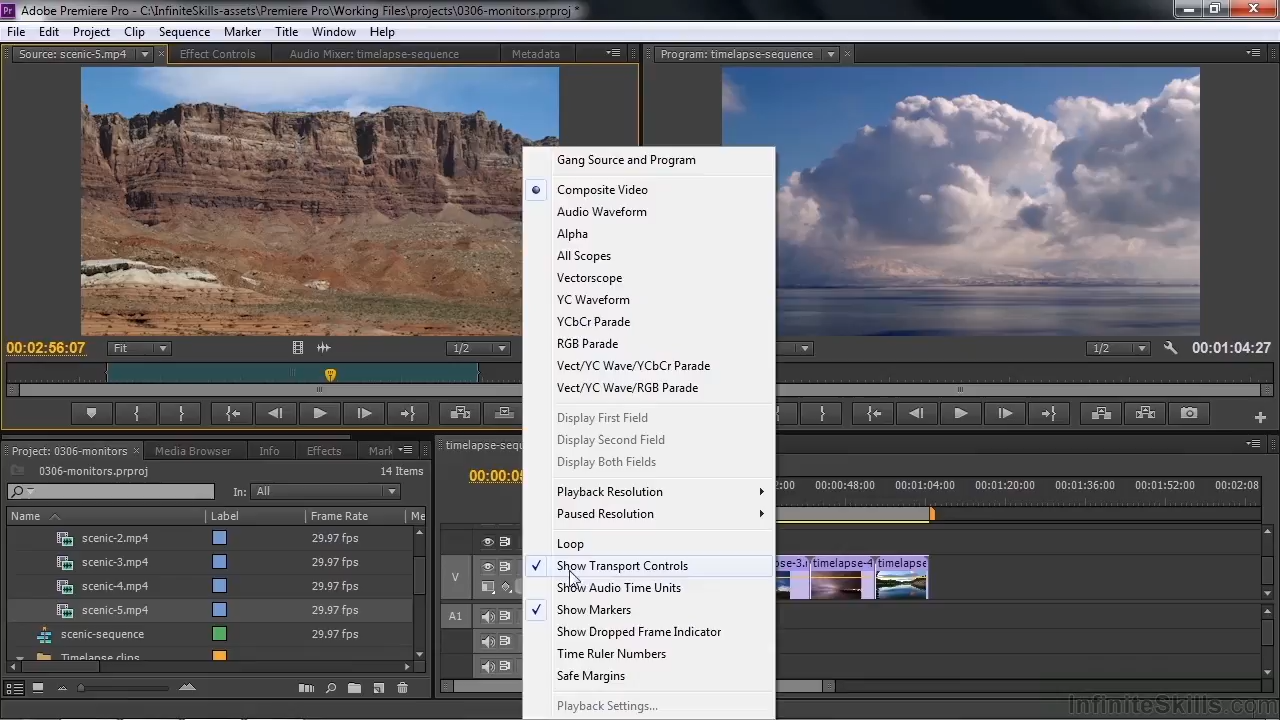 Pr Adobe Premiere Pro - C:\InfiniteSkills-assets\Premiere Pro\Working Files\projects\0306-monitors.prproj *
File Edit Project Clip Sequence Marker Title Window Help
Source: scenic-5.mp4 Effect Controls Audio Mixer: timelapse-sequence Metadata Program: timelapse-sequence
Gang Source and Program
Composite Video
Audio Waveform
Alpha
All Scopes
Vectorscope
YC Waveform
YCbCr Parade
RGB Parade
Vect/YC Wave/YCbCr Parade
Vect/YC Wave/RGB Parade
Display First Field
Display Second Field
Display Both Fields
Playback Resolution
Paused Resolution
Loop
Show Transport Controls
Show Audio Time Units
Show Markers
Show Dropped Frame Indicator
Time Ruler Numbers
Safe Margins
Playback Settings...
00:02:56:07 Fit 1/2 1/2 00:01:04:27
Project: 0306-monitors Media Browser Info Effects Mark
0306-monitors.prproj 14 Items
In: All
Name Label Frame Rate Me
scenic-2.mp4 29.97 fps
scenic-3.mp4 29.97 fps
scenic-4.mp4 29.97 fps
scenic-5.mp4 29.97 fps
scenic-sequence 29.97 fps
Timelapse clips
timelapse-sequ
00:00:05
2:00 00:00:48:00 00:01:04:00 00:01:20:00 00:01:36:00 00:01:52:00 00:02:08
V
pse-3.m timelapse-4 timelapse
A1
InfiniteSkills.com